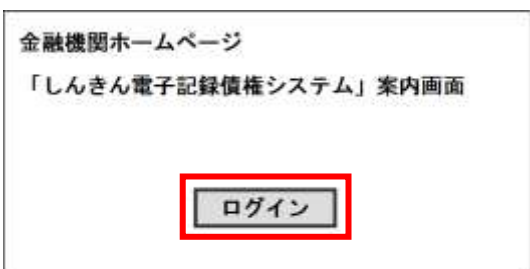 金融機関ホームページ
「しんきん電子記録債権システム」案内画面
ログイン